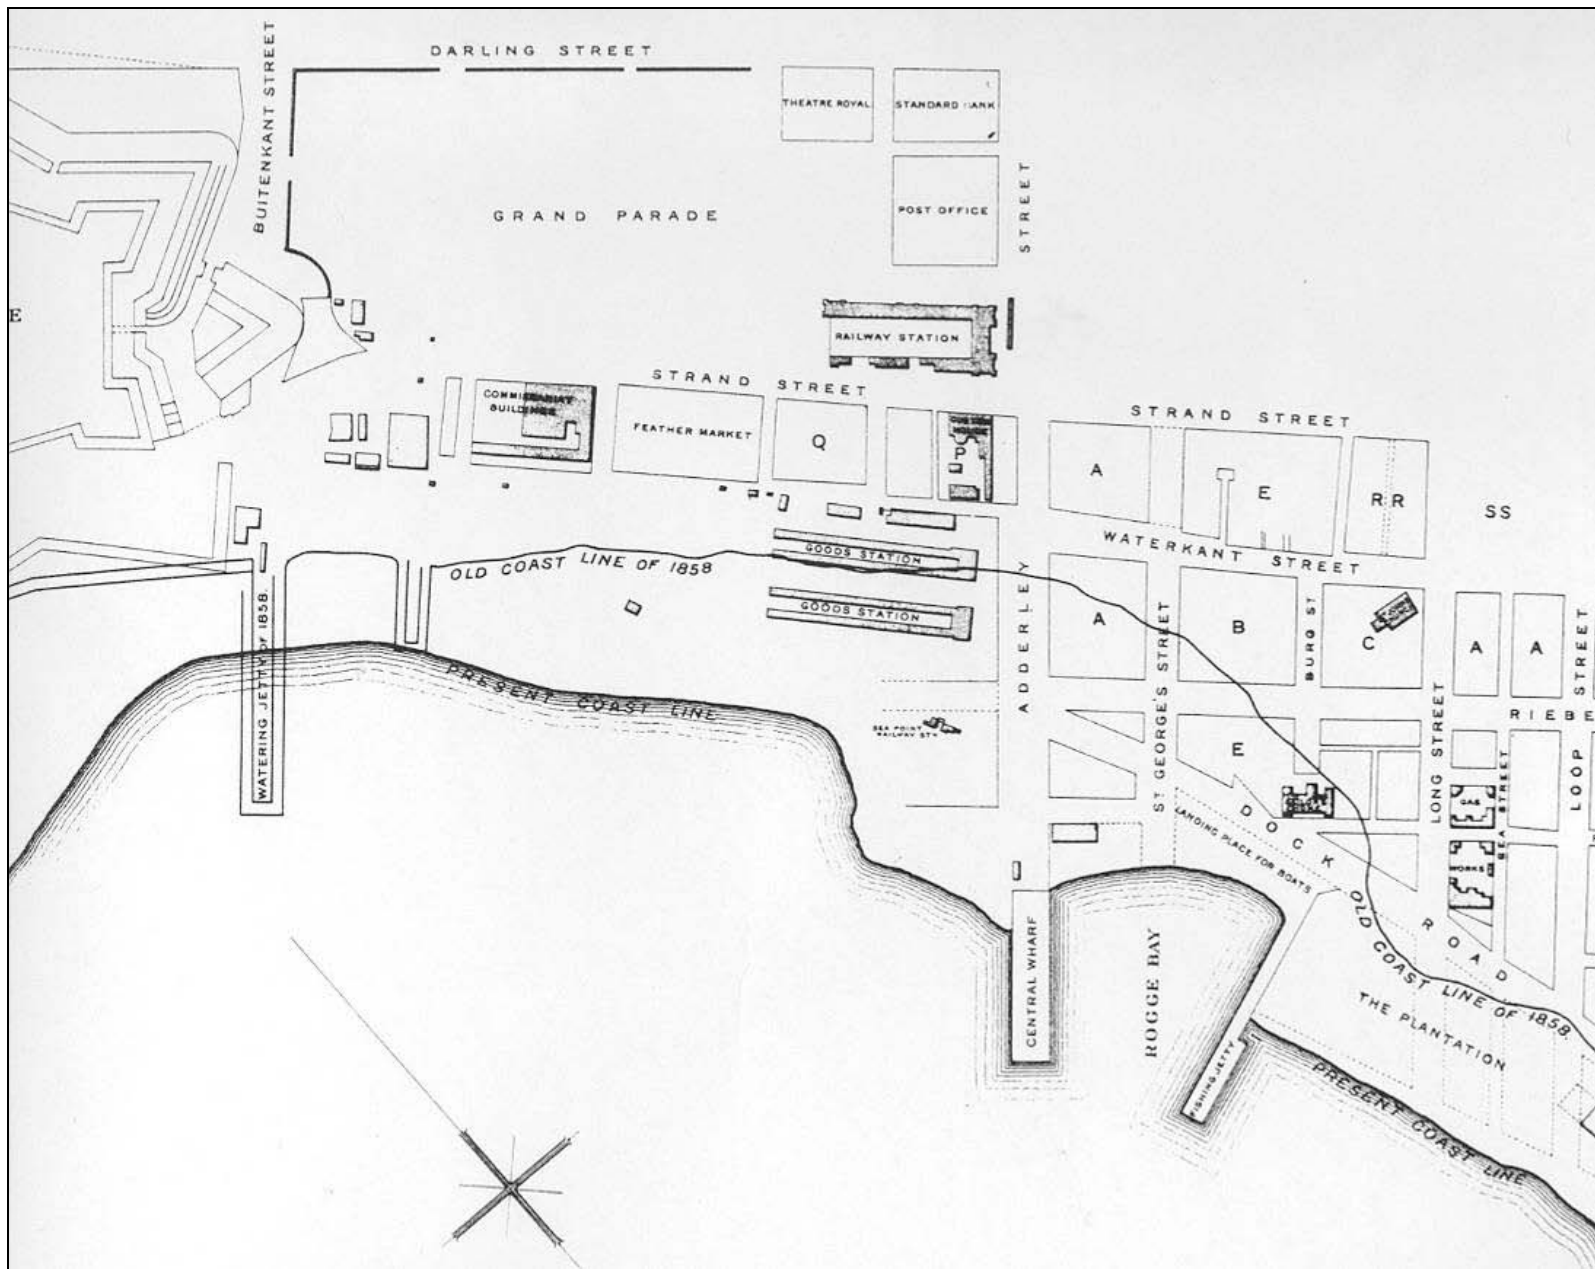 DARLING STREET
BUITENKANT STREET
THEATRE ROYAL
STANDARD BANK
POST OFFICE
STREET
GRAND PARADE
E
RAILWAY STATION
STRAND STREET
COMMISSARIAT
BUILDINGS
FEATHER MARKET
Q
CUSTOM
HOUSE
P
STRAND STREET
A
E
R R
SS
WATERKANT STREET
GOODS STATION
OLD COAST LINE OF 1858
GOODS STATION
WATERING JETTY OF 1858.
ADDERLEY
A
ST GEORGE'S STREET
B
BURG ST
C
A
A
STREET
PRESENT COAST LINE
SEA POINT
RAILWAY STN
E
LONG STREET
RIEBE
LOOP
SEA STREET
GAS
WORKS
DOCK ROAD
LANDING PLACE FOR BOATS
OLD COAST LINE OF 1858.
CENTRAL WHARF
ROGGE BAY
FISHING JETTY
THE PLANTATION
PRESENT COAST LINE